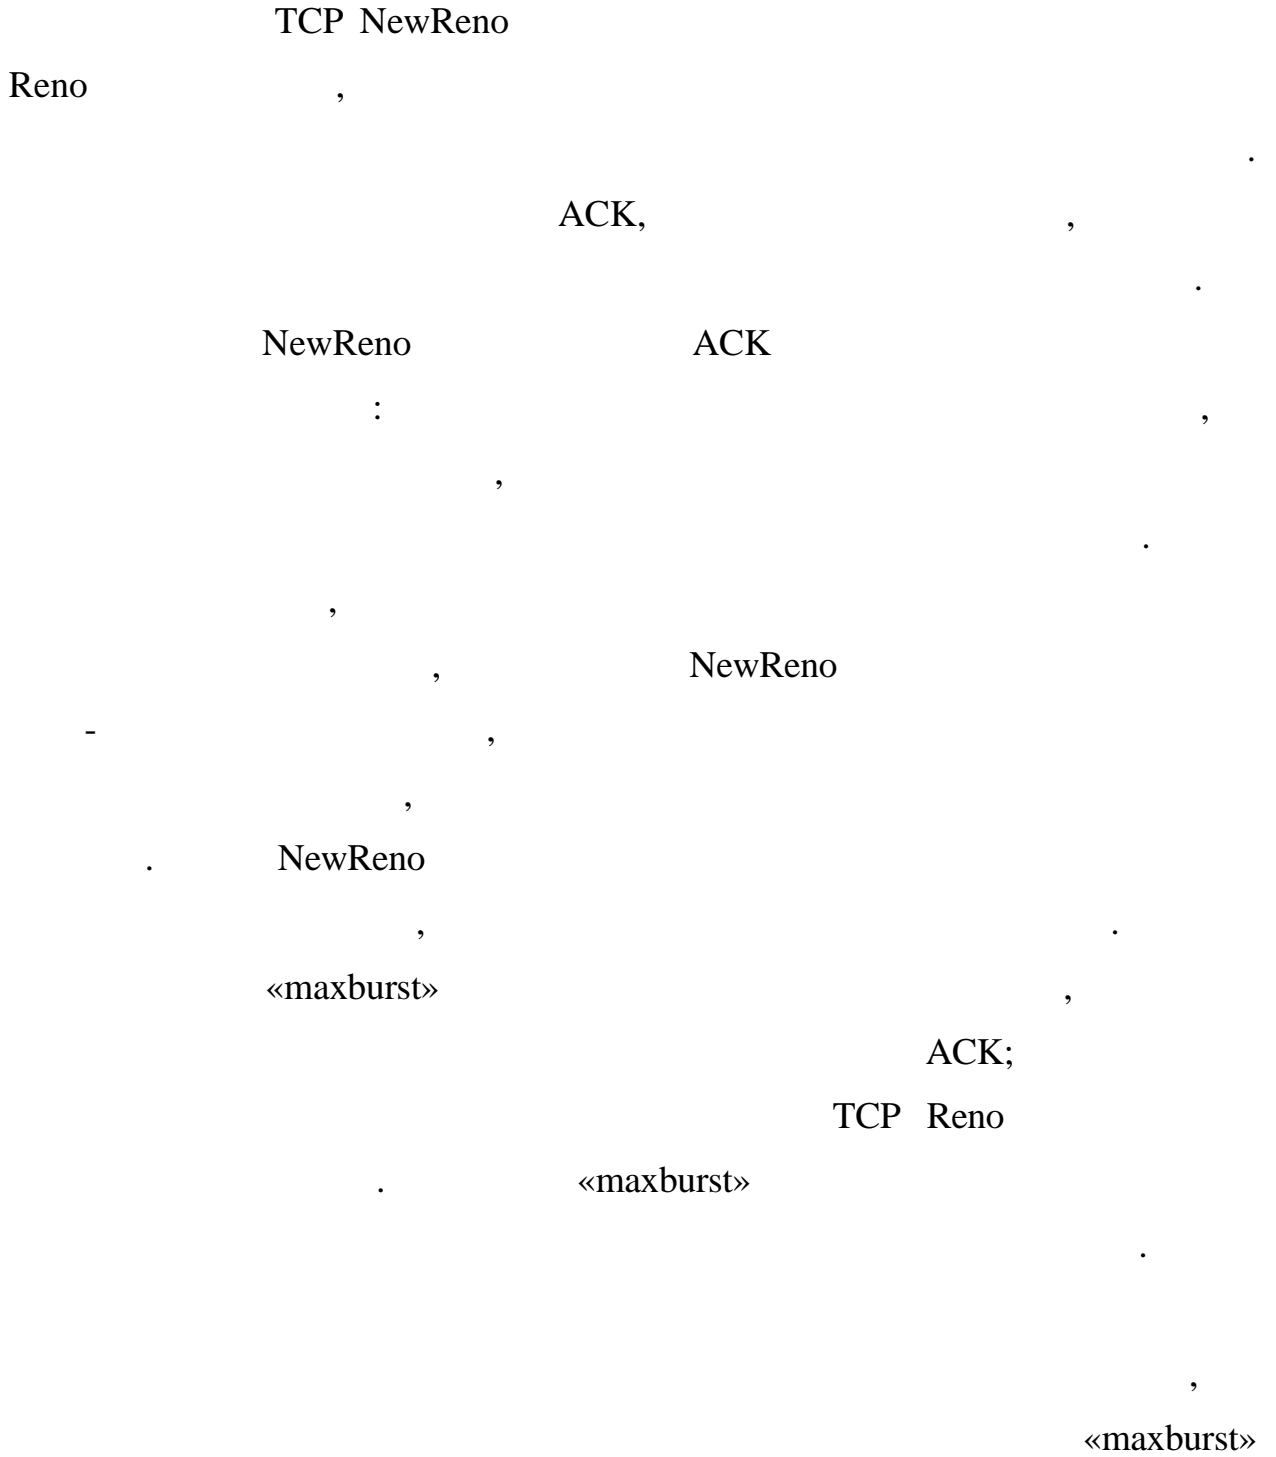 TCP NewReno
Reno ,
.
ACK, ,
.
NewReno ACK
: ,
,
.
,
, NewReno
- ,
,
. NewReno
, .
«maxburst» ,
ACK;
TCP Reno
. «maxburst»
.
,
«maxburst»